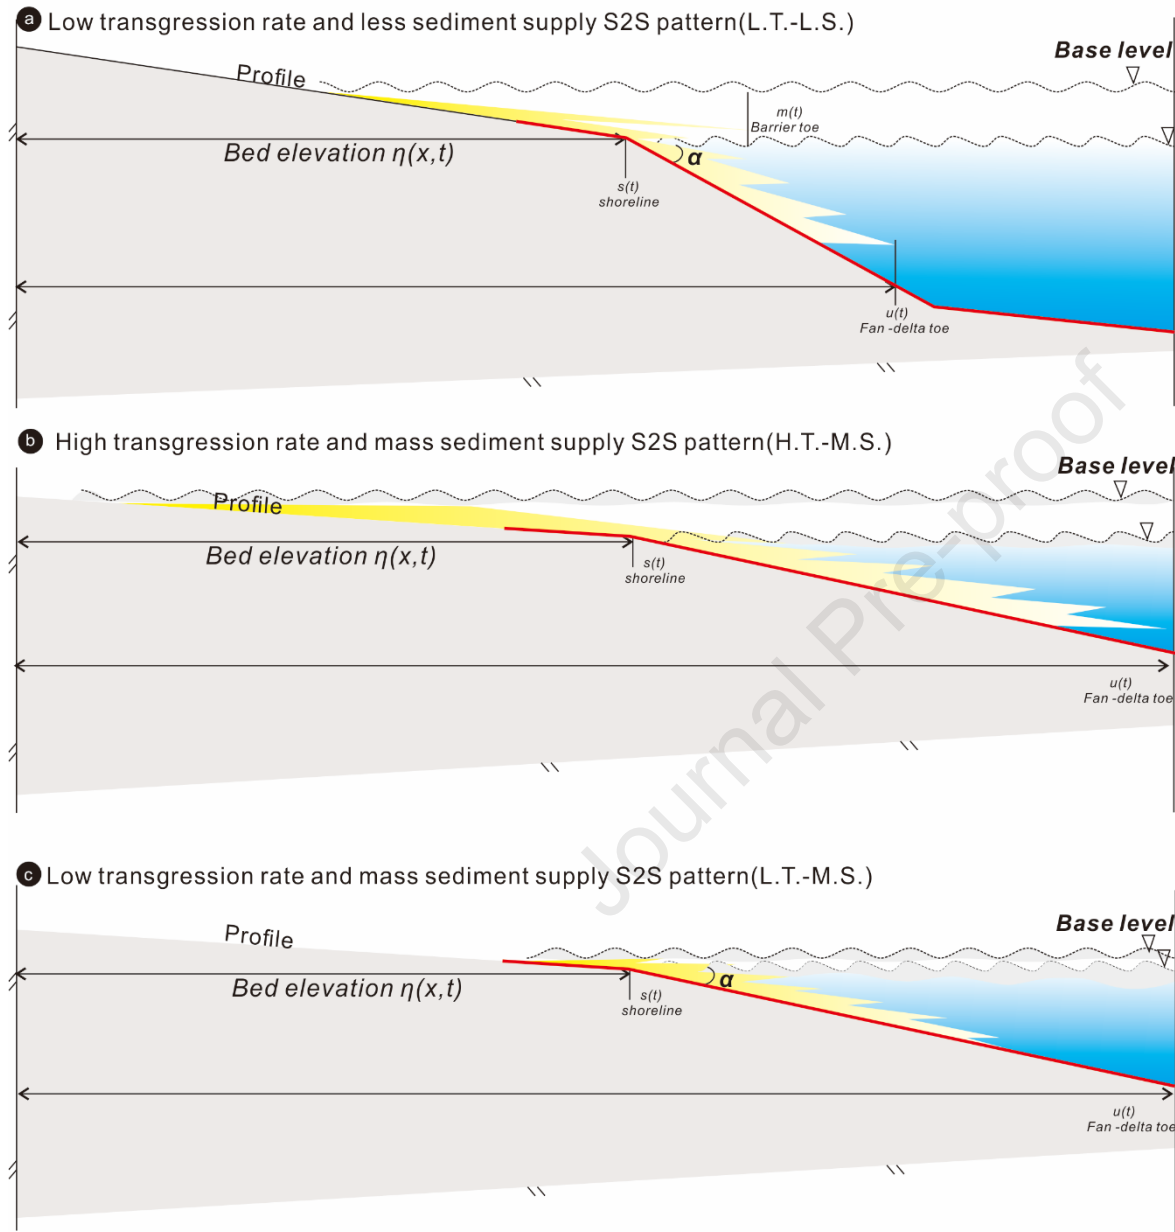 a Low transgression rate and less sediment supply S2S pattern(L.T.-L.S.)
Base level
Profile
m(t)
Barrier toe
Bed elevation η(x,t)
α
s(t)
shoreline
u(t)
Fan -delta toe
b High transgression rate and mass sediment supply S2S pattern(H.T.-M.S.)
Base level
Profile
Bed elevation η(x,t)
s(t)
shoreline
u(t)
Fan -delta toe
Journal Pre-proof
c Low transgression rate and mass sediment supply S2S pattern(L.T.-M.S.)
Base level
Profile
Bed elevation η(x,t)
α
s(t)
shoreline
u(t)
Fan -delta toe